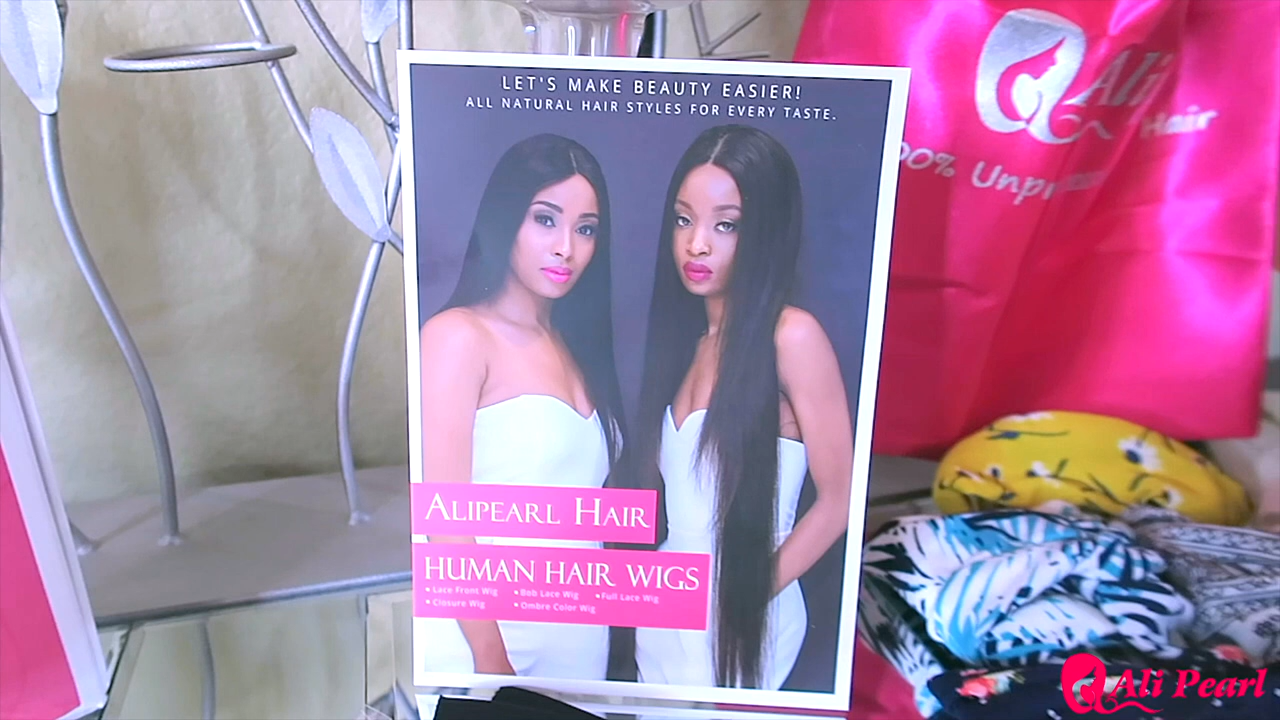 LET'S MAKE BEAUTY EASIER!
ALL NATURAL HAIR STYLES FOR EVERY TASTE.
Ali
Hair
ALIPEARL HAIR
HUMAN HAIR WIGS
• Lace Front Wig • Bob Lace Wig • Full Lace Wig
• Closure Wig • Ombre Color Wig
Ali Pearl